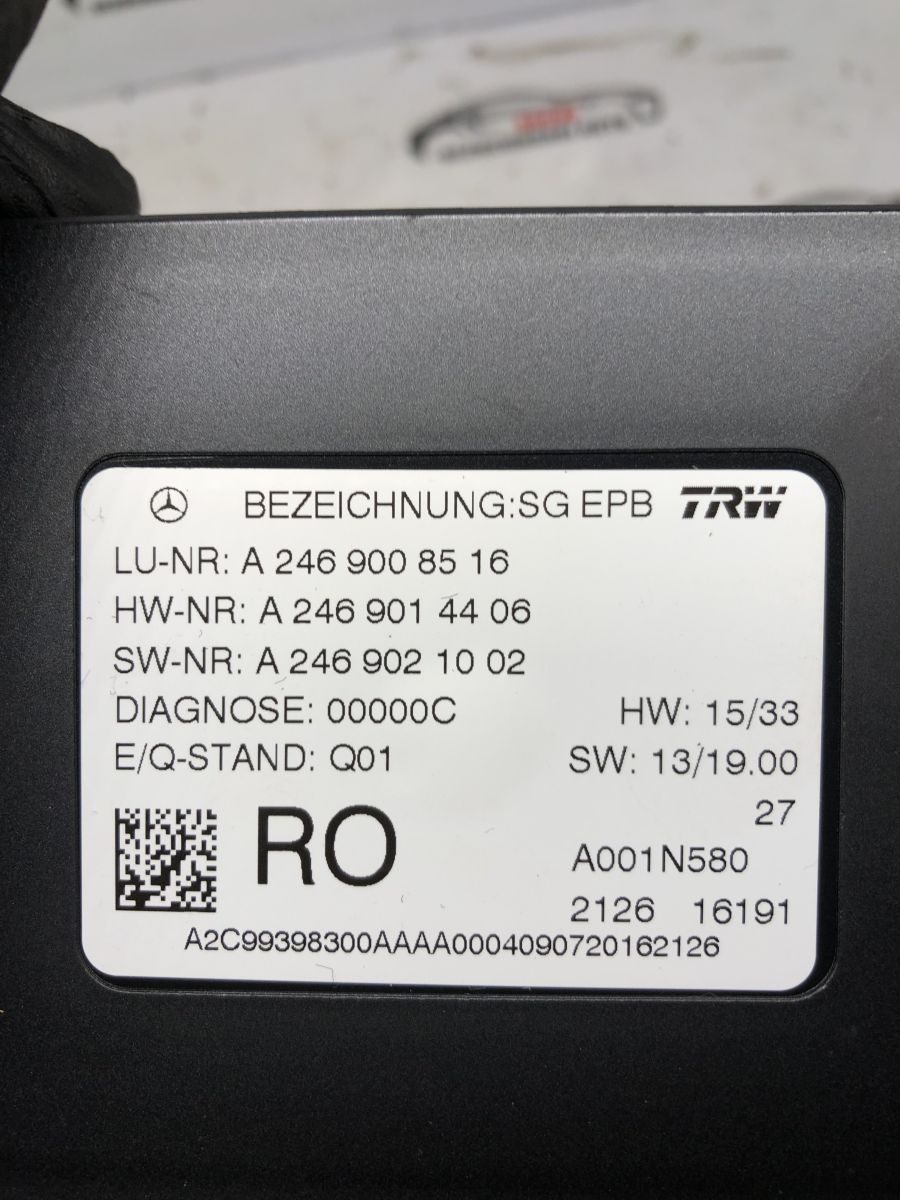 BEZEICHNUNG:SG EPB TRW
LU-NR: A 246 900 85 16
HW-NR: A 246 901 44 06
SW-NR: A 246 902 10 02
DIAGNOSE: 00000C HW: 15/33
E/Q-STAND: Q01 SW: 13/19.00
27
RO A001N580
2126 16191
A2C99398300AAAA0004090720162126